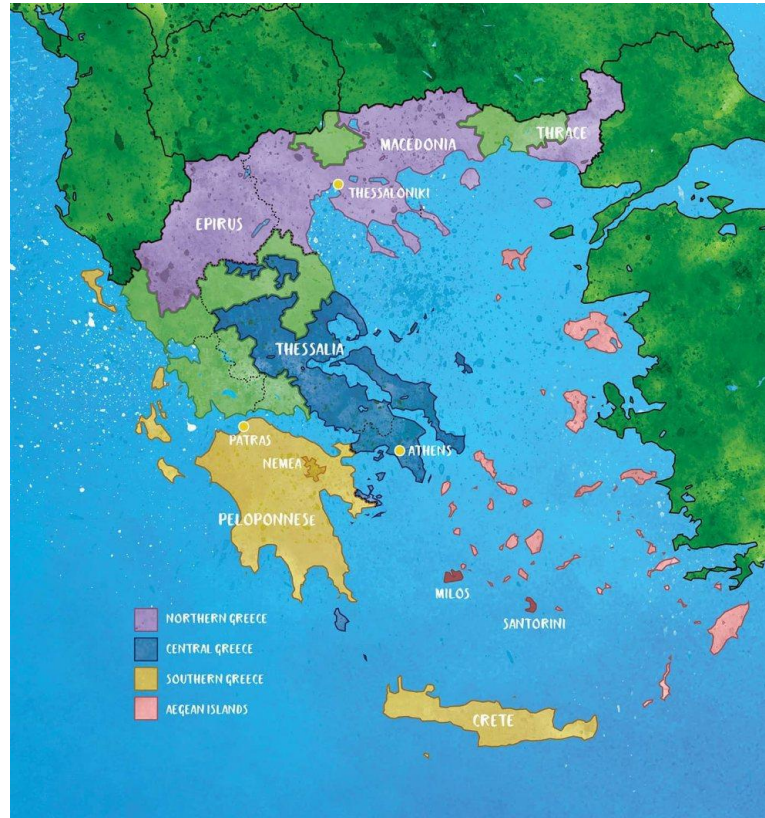 MACEDONIA
THRACE
THESSALONIKI
EPIRUS
THESSALIA
PATRAS
ATHENS
NEMEA
PELOPONNESE
MILOS
SANTORINI
NORTHERN GREECE
CENTRAL GREECE
SOUTHERN GREECE
AEGEAN ISLANDS
CRETE